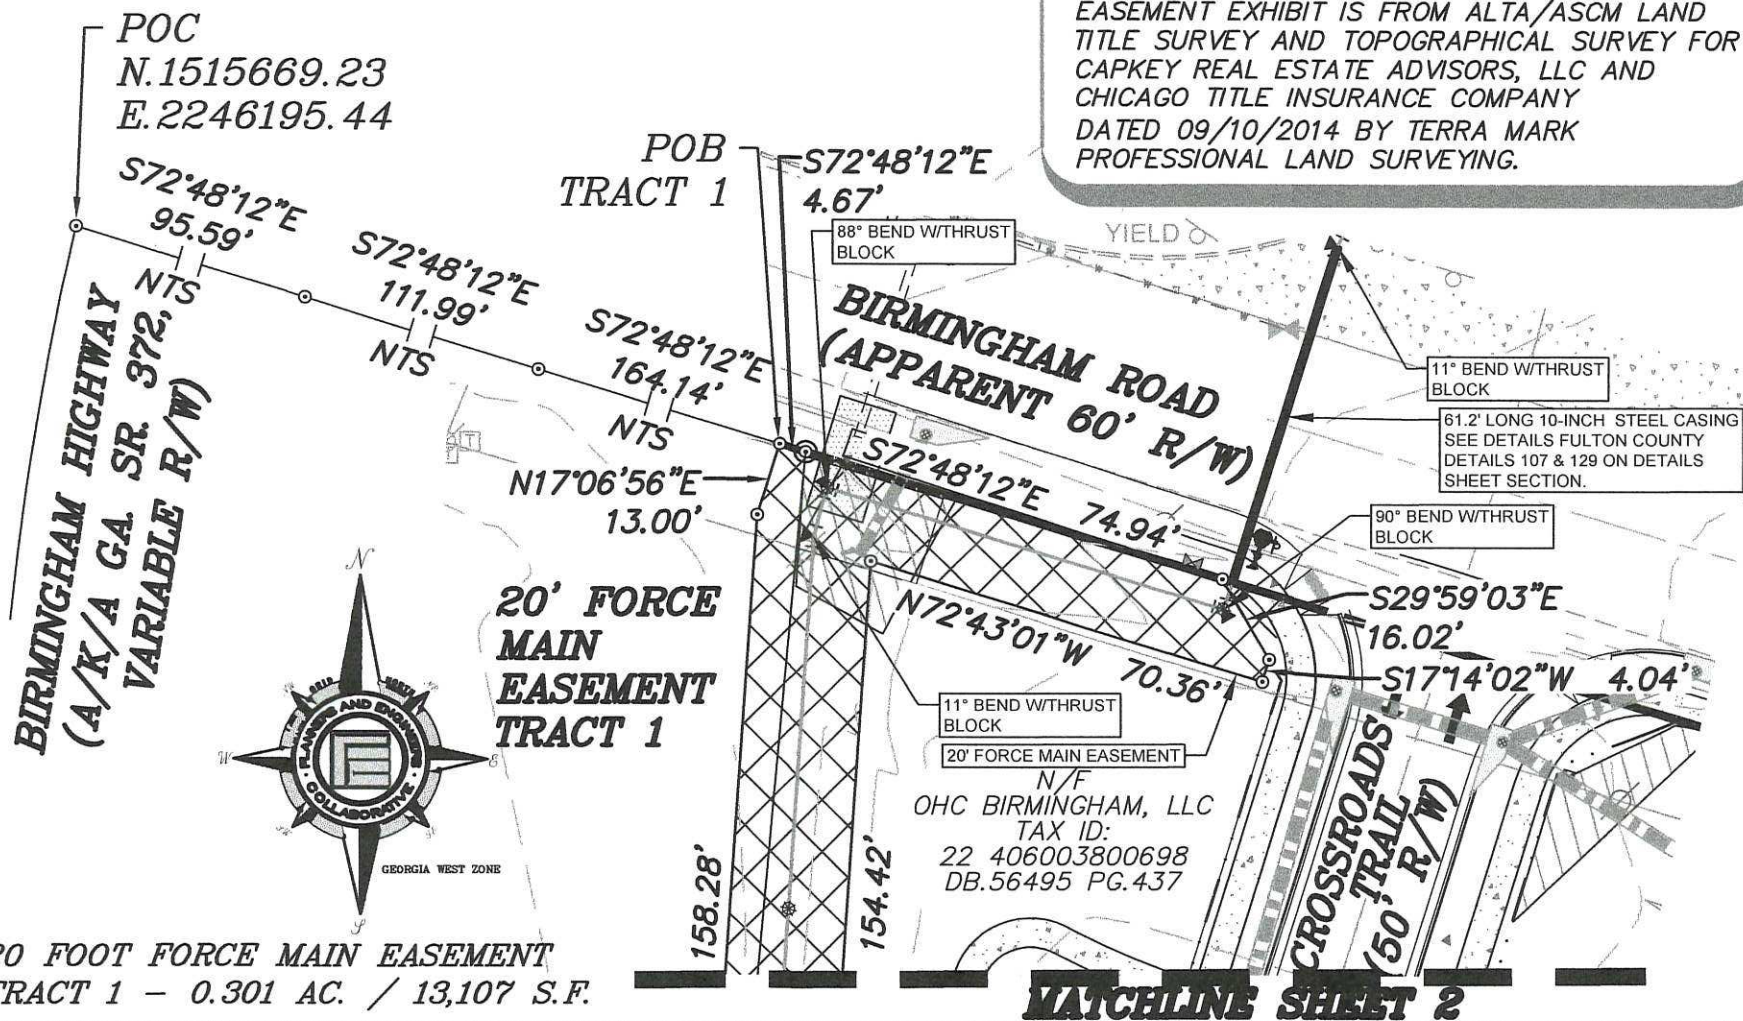 POC
N.1515669.23
E.2246195.44
EASEMENT EXHIBIT IS FROM ALTA/ASCM LAND
TITLE SURVEY AND TOPOGRAPHICAL SURVEY FOR
CAPKEY REAL ESTATE ADVISORS, LLC AND
CHICAGO TITLE INSURANCE COMPANY
DATED 09/10/2014 BY TERRA MARK
PROFESSIONAL LAND SURVEYING.
POB
TRACT 1
S72°48'12"E
4.67'
S72°48'12"E
95.59'
NTS
S72°48'12"E
111.99'
NTS
S72°48'12"E
164.14'
NTS
88° BEND W/THRUST
BLOCK
YIELD
BIRMINGHAM ROAD
(APPARENT 60' R/W)
11° BEND W/THRUST
BLOCK
61.2' LONG 10-INCH STEEL CASING
SEE DETAILS FULTON COUNTY
DETAILS 107 & 129 ON DETAILS
SHEET SECTION.
BIRMINGHAM HIGHWAY
(A/K/A GA. SR. 372,
VARIABLE R/W)
N17°06'56"E
13.00'
S72°48'12"E 74.94'
90° BEND W/THRUST
BLOCK
S29°59'03"E
16.02'
20' FORCE
MAIN
EASEMENT
TRACT 1
N72°43'01"W 70.36'
S17°14'02"W 4.04'
11° BEND W/THRUST
BLOCK
20' FORCE MAIN EASEMENT
N/F
OHC BIRMINGHAM, LLC
TAX ID:
22 406003800698
DB.56495 PG.437
N
W
E
S
PLANNERS AND ENGINEERS
COLLABORATIVE
GEORGIA WEST ZONE
158.28'
154.42'
CROSSROADS
TRAIL
(50' R/W)
0 FOOT FORCE MAIN EASEMENT
TRACT 1 - 0.301 AC. / 13,107 S.F.
MATCHLINE SHEET 2